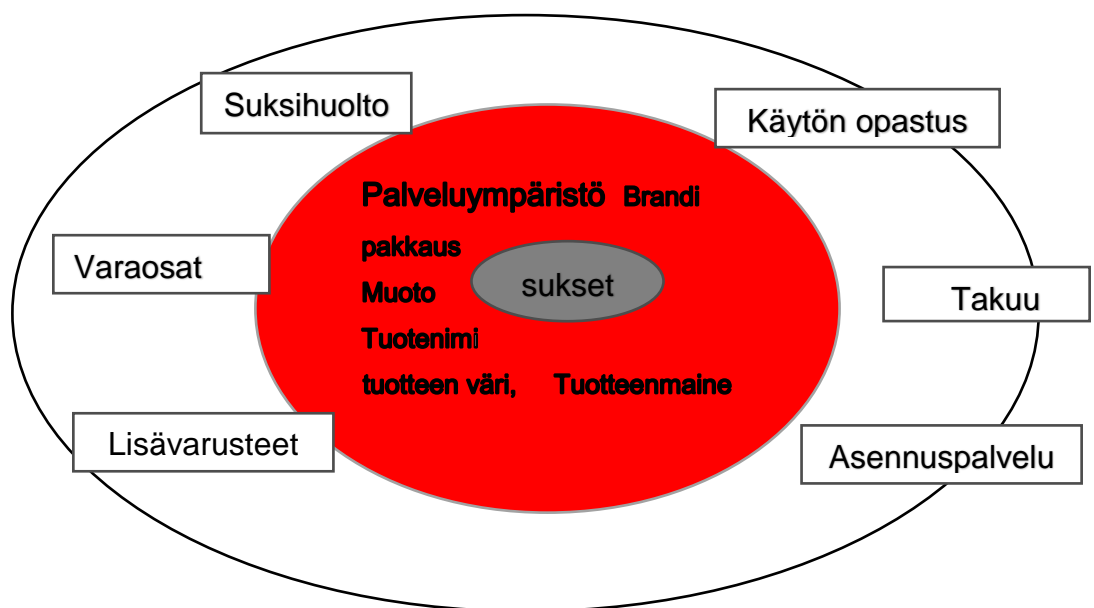 Suksihuolto
Käytön opastus
Palveluympäristö Brandi
pakkaus
Varaosat
sukset
Muoto
Takuu
Tuotenimi
tuotteen väri, Tuotteenmaine
Lisävarusteet
Asennuspalvelu